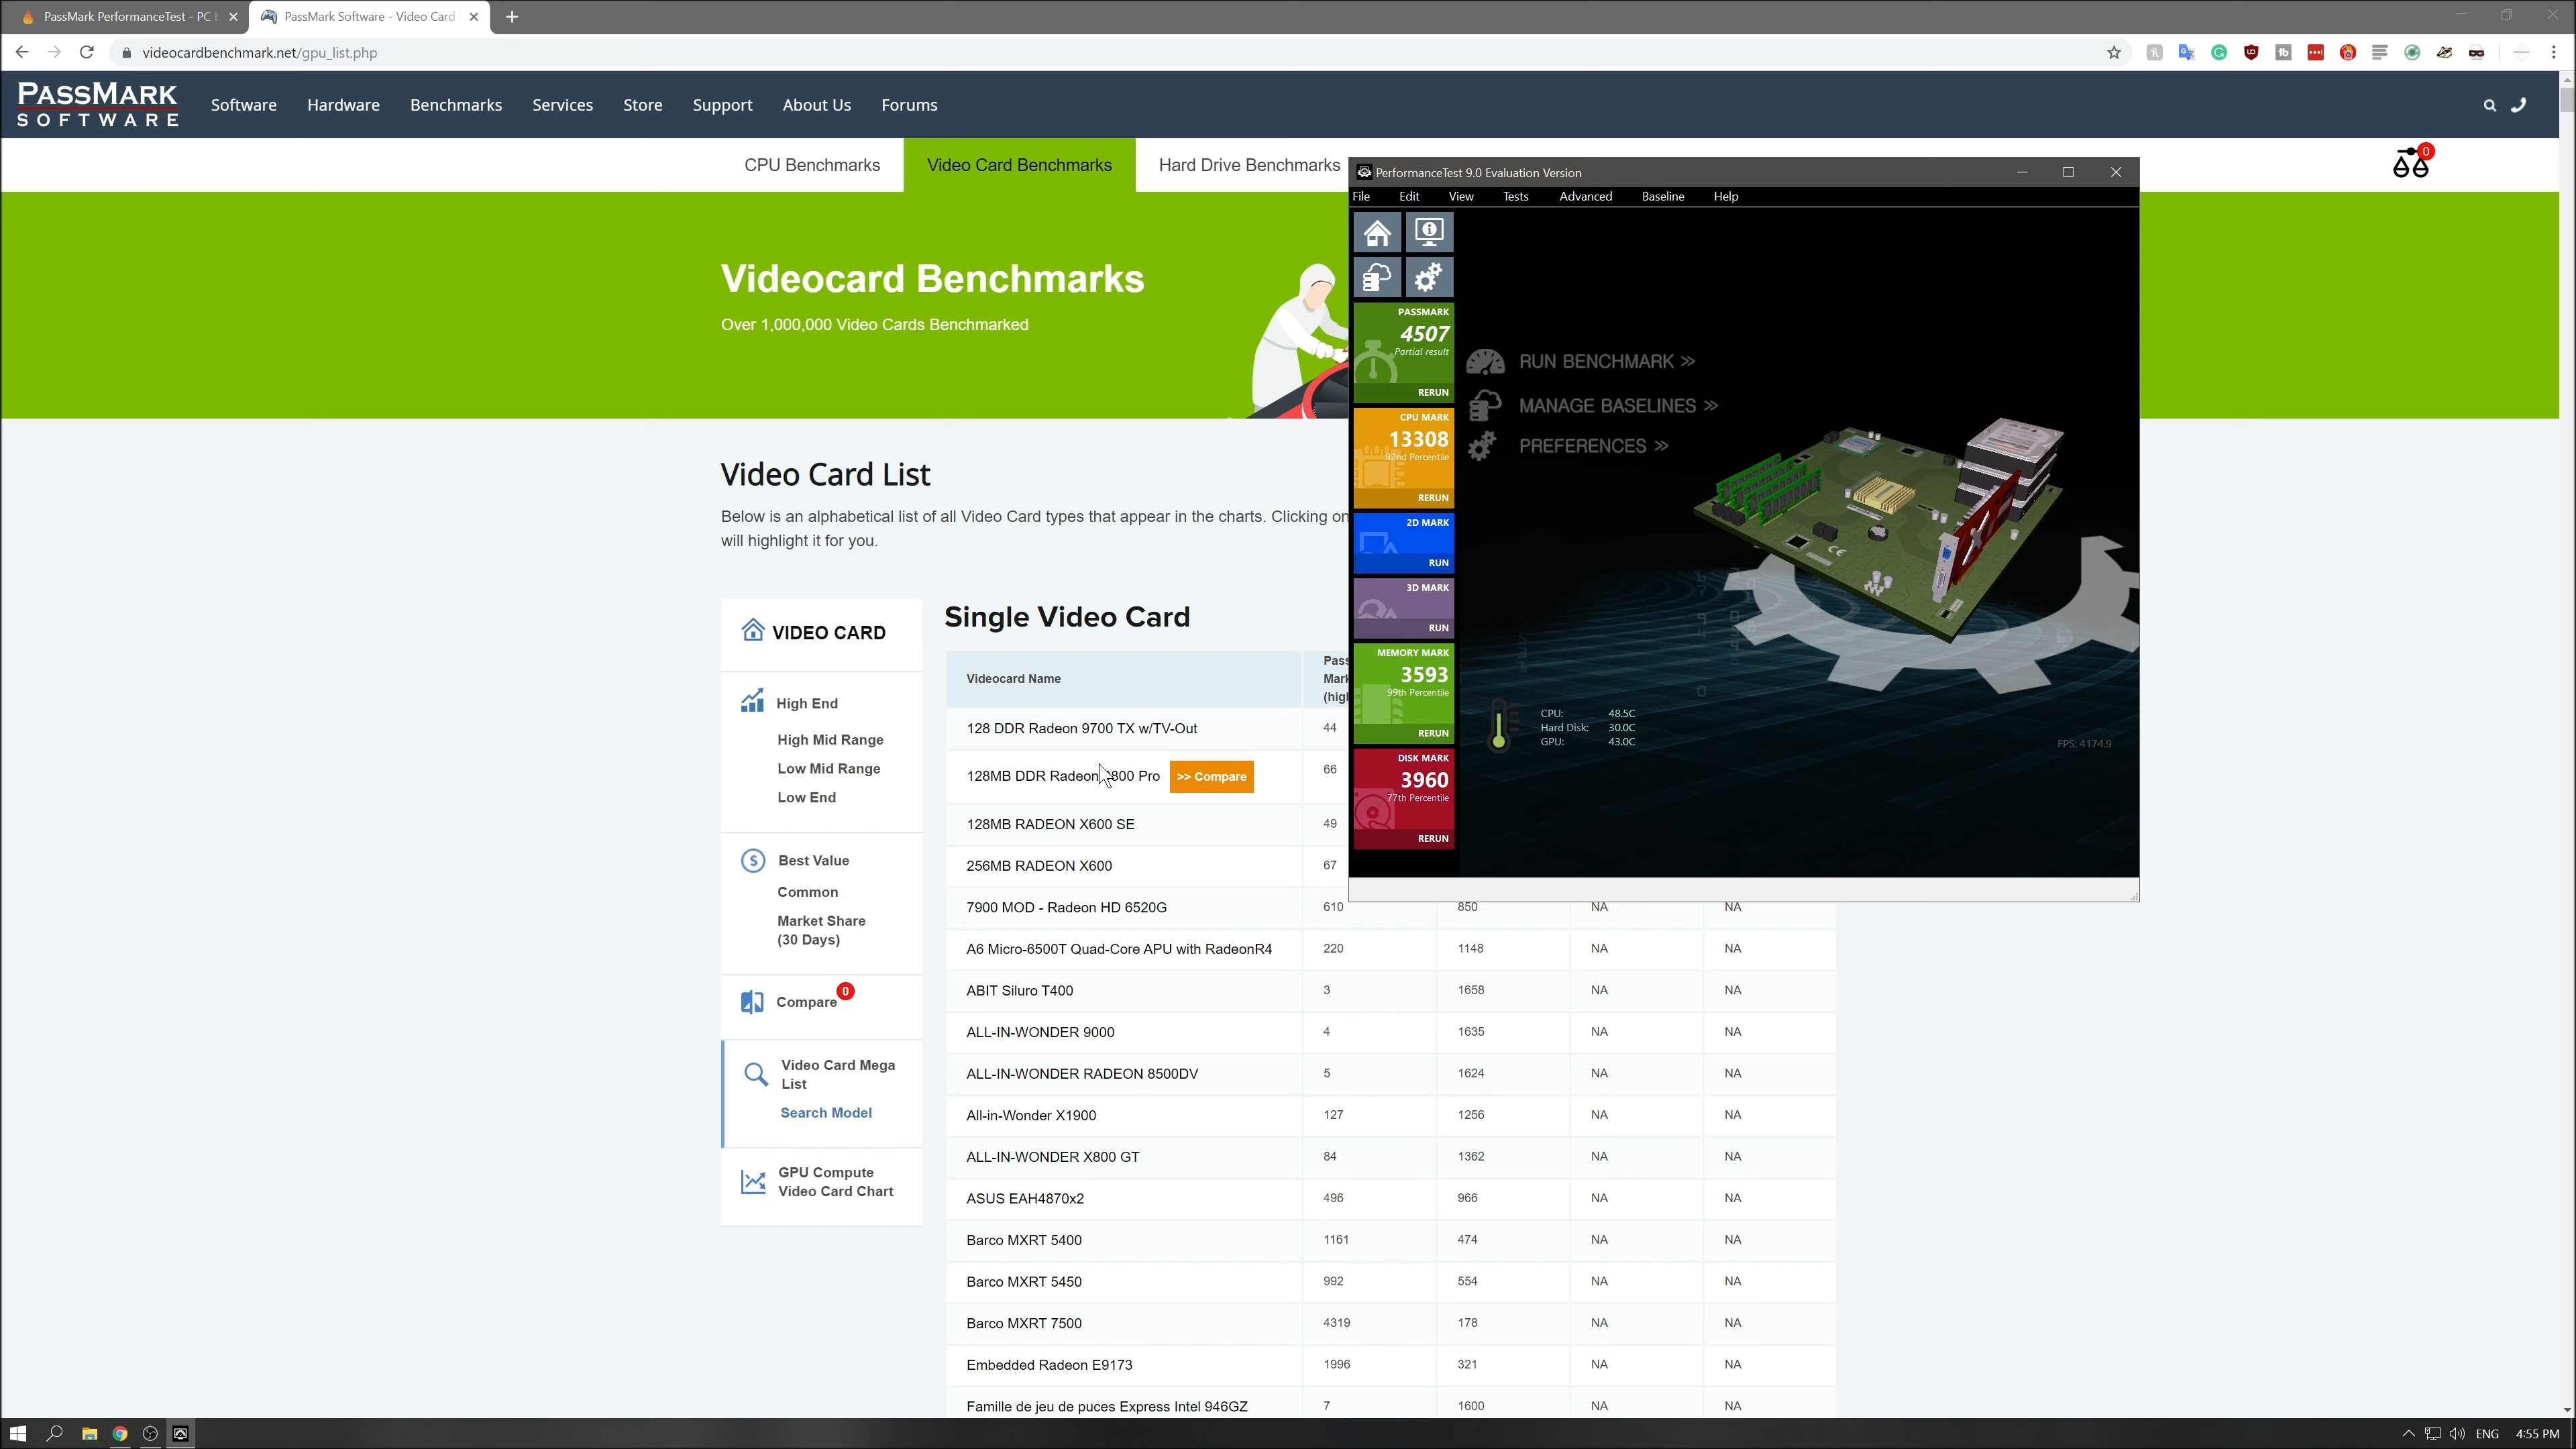 PassMark PerformanceTest - PC
PassMark Software - Video Card
videocardbenchmark.net/gpu_list.php
PASSMARK
SOFTWARE
Software Hardware Benchmarks Services Store Support About Us Forums
CPU Benchmarks Video Card Benchmarks Hard Drive Benchmarks
0
Videocard Benchmarks
Over 1,000,000 Video Cards Benchmarked
Video Card List
Below is an alphabetical list of all Video Card types that appear in the charts. Clicking on
will highlight it for you.
VIDEO CARD
High End
High Mid Range
Low Mid Range
Low End
Best Value
Common
Market Share
(30 Days)
Compare 0
Video Card Mega
List
Search Model
GPU Compute
Video Card Chart
Single Video Card
Videocard Name
128 DDR Radeon 9700 TX w/TV-Out 44
128MB DDR Radeon 800 Pro >> Compare 66
128MB RADEON X600 SE 49
256MB RADEON X600 67
7900 MOD - Radeon HD 6520G 610 850 NA NA
A6 Micro-6500T Quad-Core APU with RadeonR4 220 1148 NA NA
ABIT Siluro T400 3 1658 NA NA
ALL-IN-WONDER 9000 4 1635 NA NA
ALL-IN-WONDER RADEON 8500DV 5 1624 NA NA
All-in-Wonder X1900 127 1256 NA NA
ALL-IN-WONDER X800 GT 84 1362 NA NA
ASUS EAH4870x2 496 966 NA NA
Barco MXRT 5400 1161 474 NA NA
Barco MXRT 5450 992 554 NA NA
Barco MXRT 7500 4319 178 NA NA
Embedded Radeon E9173 1996 321 NA NA
Famille de jeu de puces Express Intel 946GZ 7 1600 NA NA
PerformanceTest 9.0 Evaluation Version
File Edit View Tests Advanced Baseline Help
PASSMARK
4507
Partial result
RERUN
CPU MARK
13308
92nd Percentile
RERUN
2D MARK
RUN
3D MARK
RUN
MEMORY MARK
3593
99th Percentile
RERUN
DISK MARK
3960
77th Percentile
RERUN
RUN BENCHMARK >>
MANAGE BASELINES >>
PREFERENCES >>
CPU: 48.5C
Hard Disk: 30.0C
GPU: 43.0C
FPS: 4174.9
ENG 4:55 PM